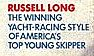 RUSSELL LONG
THE WINNING
YACHT-RACING STYLE
OF AMERICA'S
TOP YOUNG SKIPPER